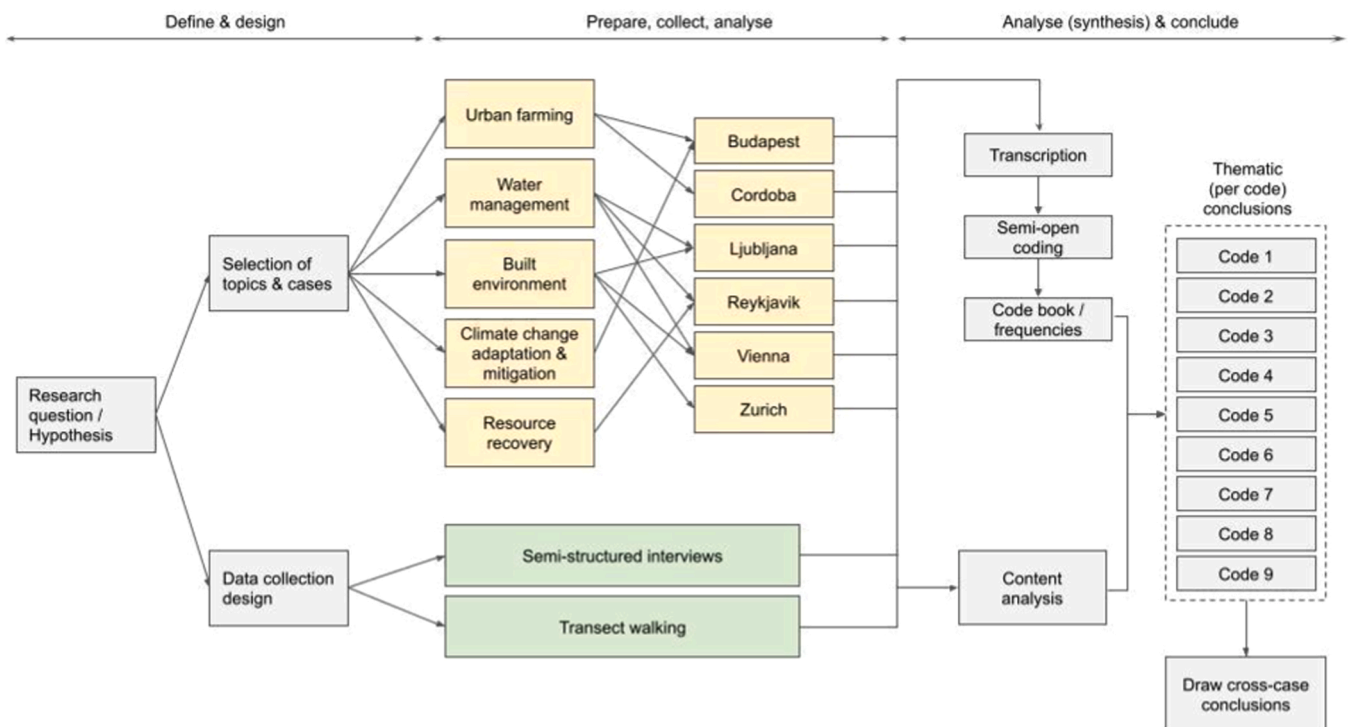 Define & design
Prepare, collect, analyse
Analyse (synthesis) & conclude
Research
question /
Hypothesis
Selection of
topics & cases
Data collection
design
Urban farming
Water
management
Built
environment
Climate change
adaptation &
mitigation
Resource
recovery
Budapest
Cordoba
Ljubljana
Reykjavik
Vienna
Zurich
Semi-structured interviews
Transect walking
Transcription
Semi-open
coding
Code book /
frequencies
Content
analysis
Thematic
(per code)
conclusions
Code 1
Code 2
Code 3
Code 4
Code 5
Code 6
Code 7
Code 8
Code 9
Draw cross-case
conclusions